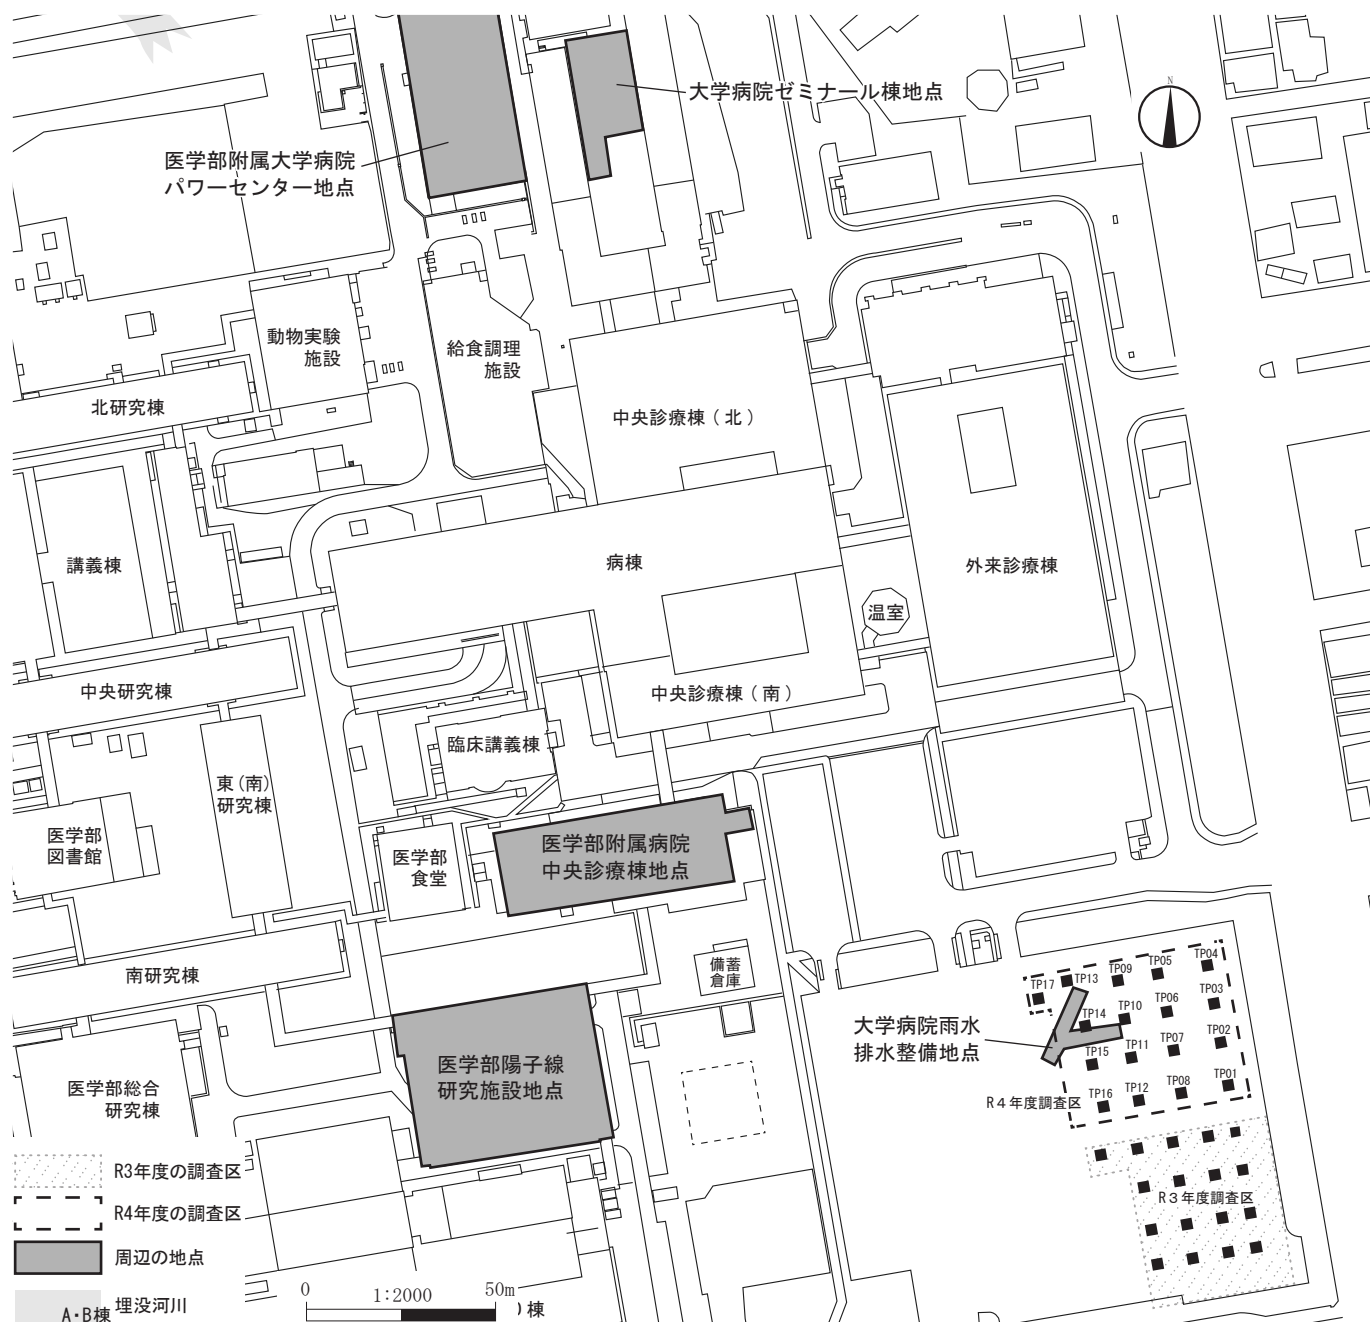 N
大学病院ゼミナール棟地点
医学部附属大学病院
パワーセンター地点
動物実験
施設
給食調理
施設
北研究棟
中央診療棟（北）
講義棟
病棟
外来診療棟
温室
中央研究棟
中央診療棟（南）
臨床講義棟
東（南）
研究棟
医学部
図書館
医学部
食堂
医学部附属病院
中央診療棟地点
南研究棟
備蓄
倉庫
TP04
TP05
TP09
TP13
TP17
TP03
TP06
TP10
TP14
TP02
TP07
TP11
TP15
TP01
TP08
TP12
TP16
大学病院雨水
排水整備地点
R４年度調査区
医学部陽子線
研究施設地点
医学部総合
研究棟
R３年度調査区
R3年度の調査区
R4年度の調査区
周辺の地点
埋没河川
A・B棟
0
1:2000
50m
棟